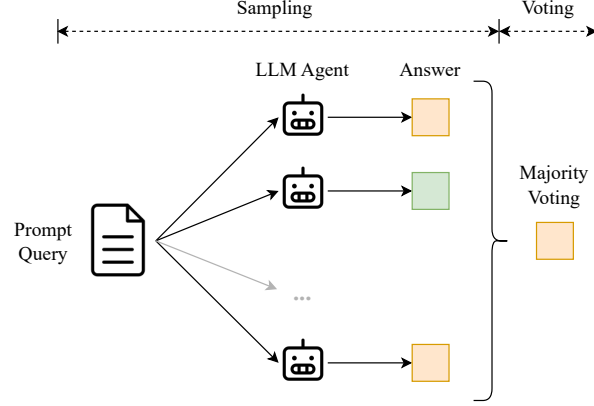 Sampling
Voting
LLM Agent
Answer
Prompt
Query
...
Majority
Voting